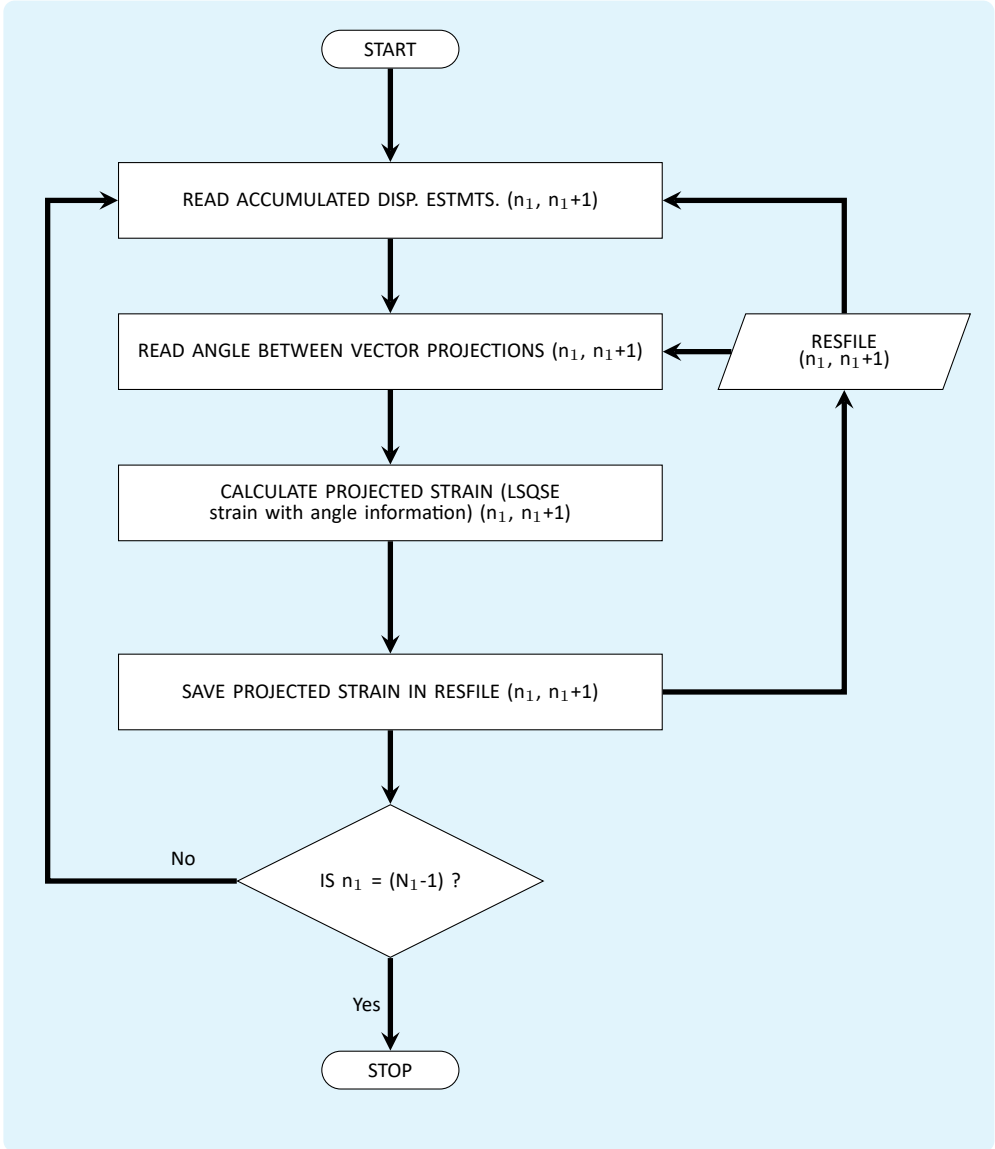 START
READ ACCUMULATED DISP. ESTMTS. (n₁, n₁+1)
READ ANGLE BETWEEN VECTOR PROJECTIONS (n₁, n₁+1)
RESFILE
(n₁, n₁+1)
CALCULATE PROJECTED STRAIN (LSQSE
strain with angle information) (n₁, n₁+1)
SAVE PROJECTED STRAIN IN RESFILE (n₁, n₁+1)
No
IS n₁ = (N₁-1) ?
Yes
STOP